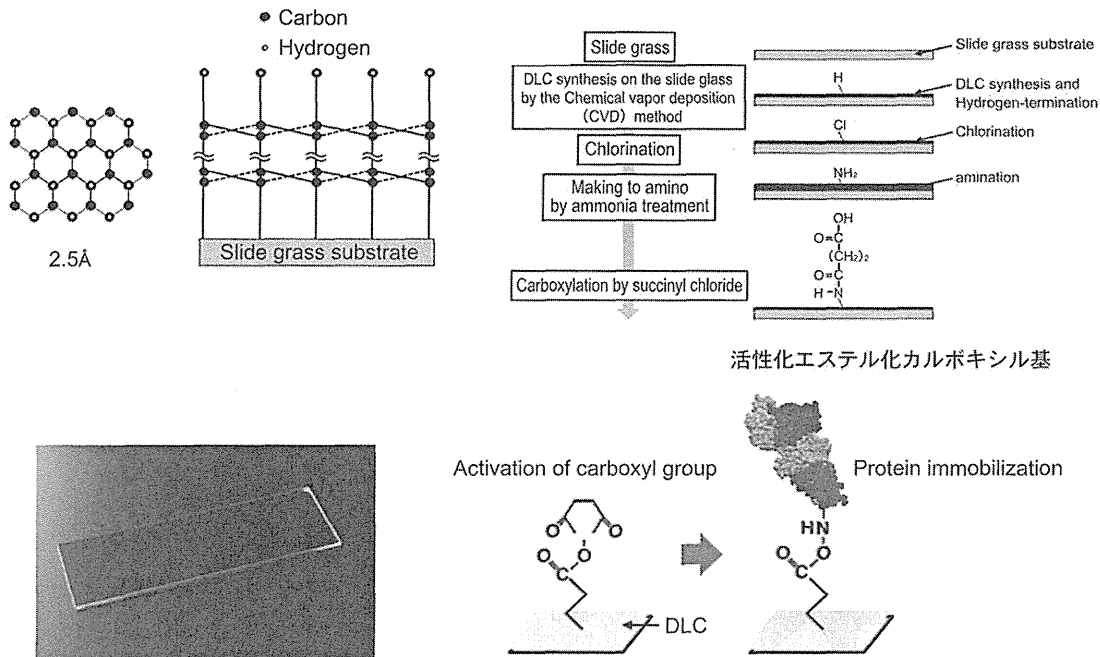 Carbon
Hydrogen
2.5Å
Slide grass substrate
Slide grass
DLC synthesis on the slide glass
by the Chemical vapor deposition
(CVD) method
Chlorination
Making to amino
by ammonia treatment
Carboxylation by succinyl chloride
Slide grass substrate
H
DLC synthesis and
Hydrogen-termination
Cl
Chlorination
NH₂
amination
OH
O=C
(CH₂)₂
O=C
H-N
活性化エステル化カルボキシル基
Activation of carboxyl group
O O
O O
C
DLC
Protein immobilization
HN
O O
C